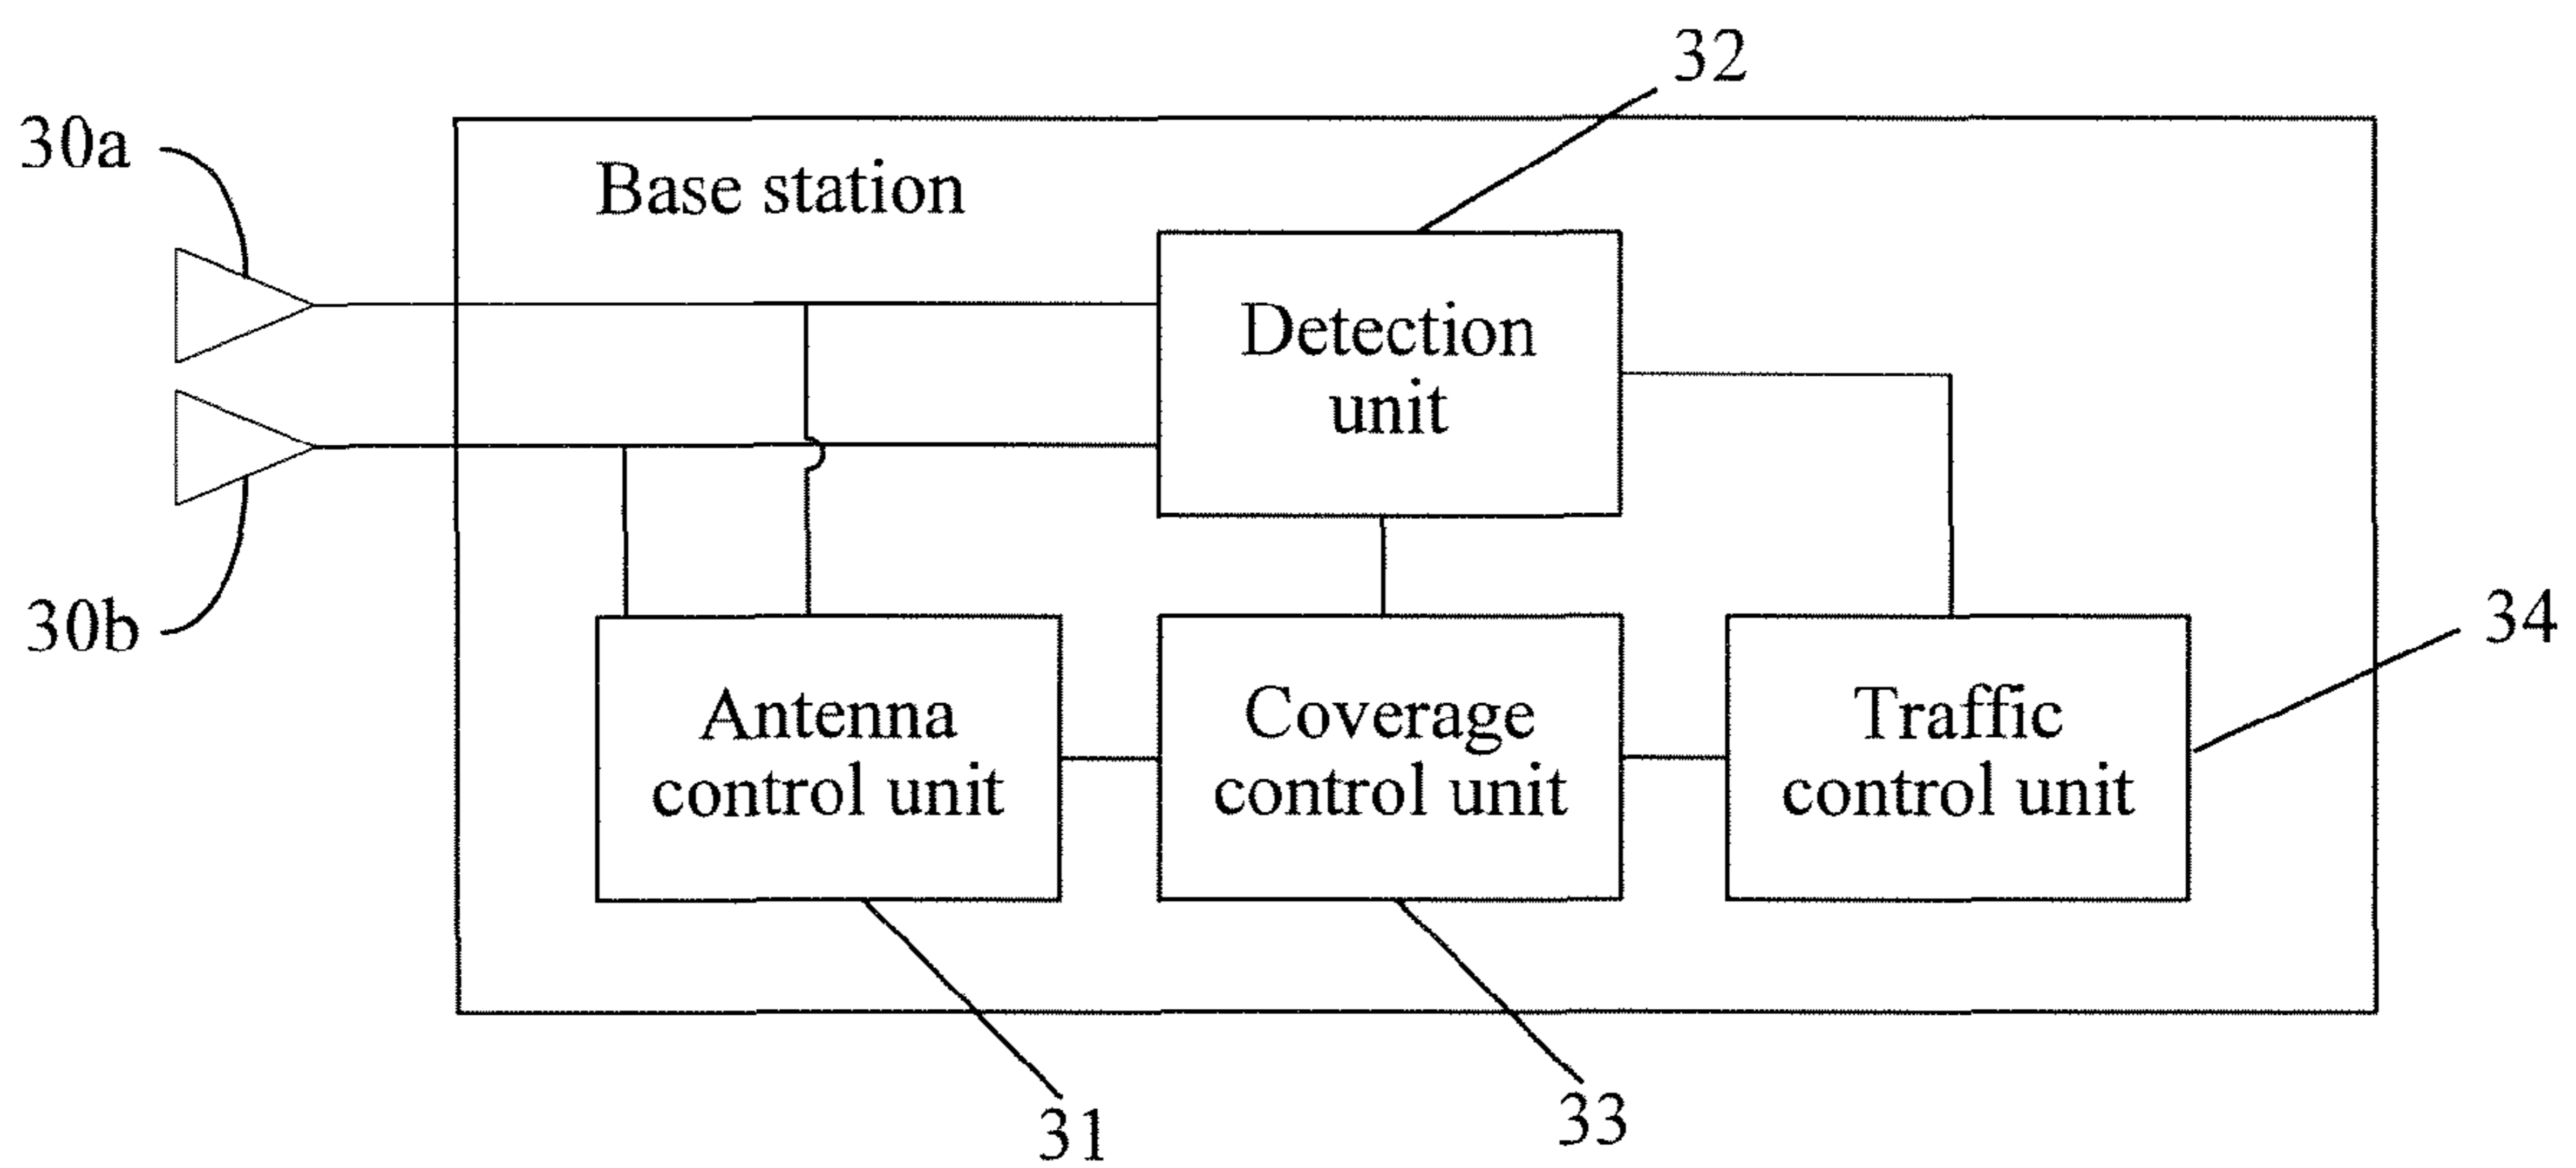 32
30a
Base station
Detection
unit
30b
34
Antenna
control unit
Coverage
control unit
Traffic
control unit
31
33